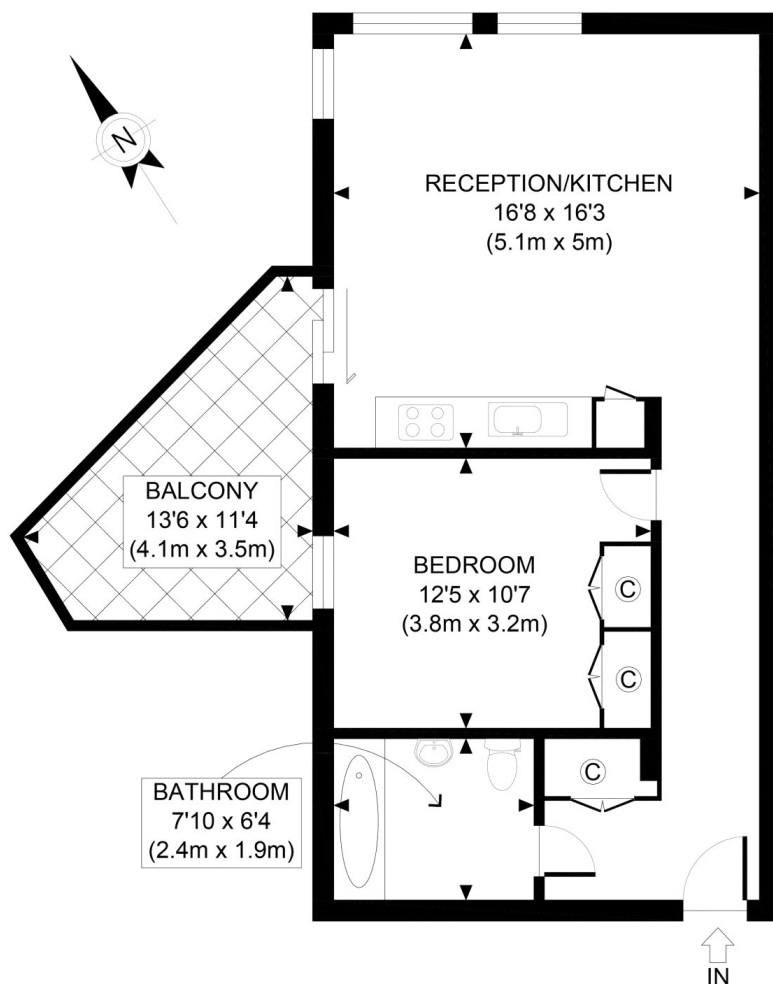 N
RECEPTION/KITCHEN
16'8 x 16'3
(5.1m x 5m)
BALCONY
13'6 x 11'4
(4.1m x 3.5m)
BEDROOM
12'5 x 10'7
(3.8m x 3.2m)
C
C
C
BATHROOM
7'10 x 6'4
(2.4m x 1.9m)
IN